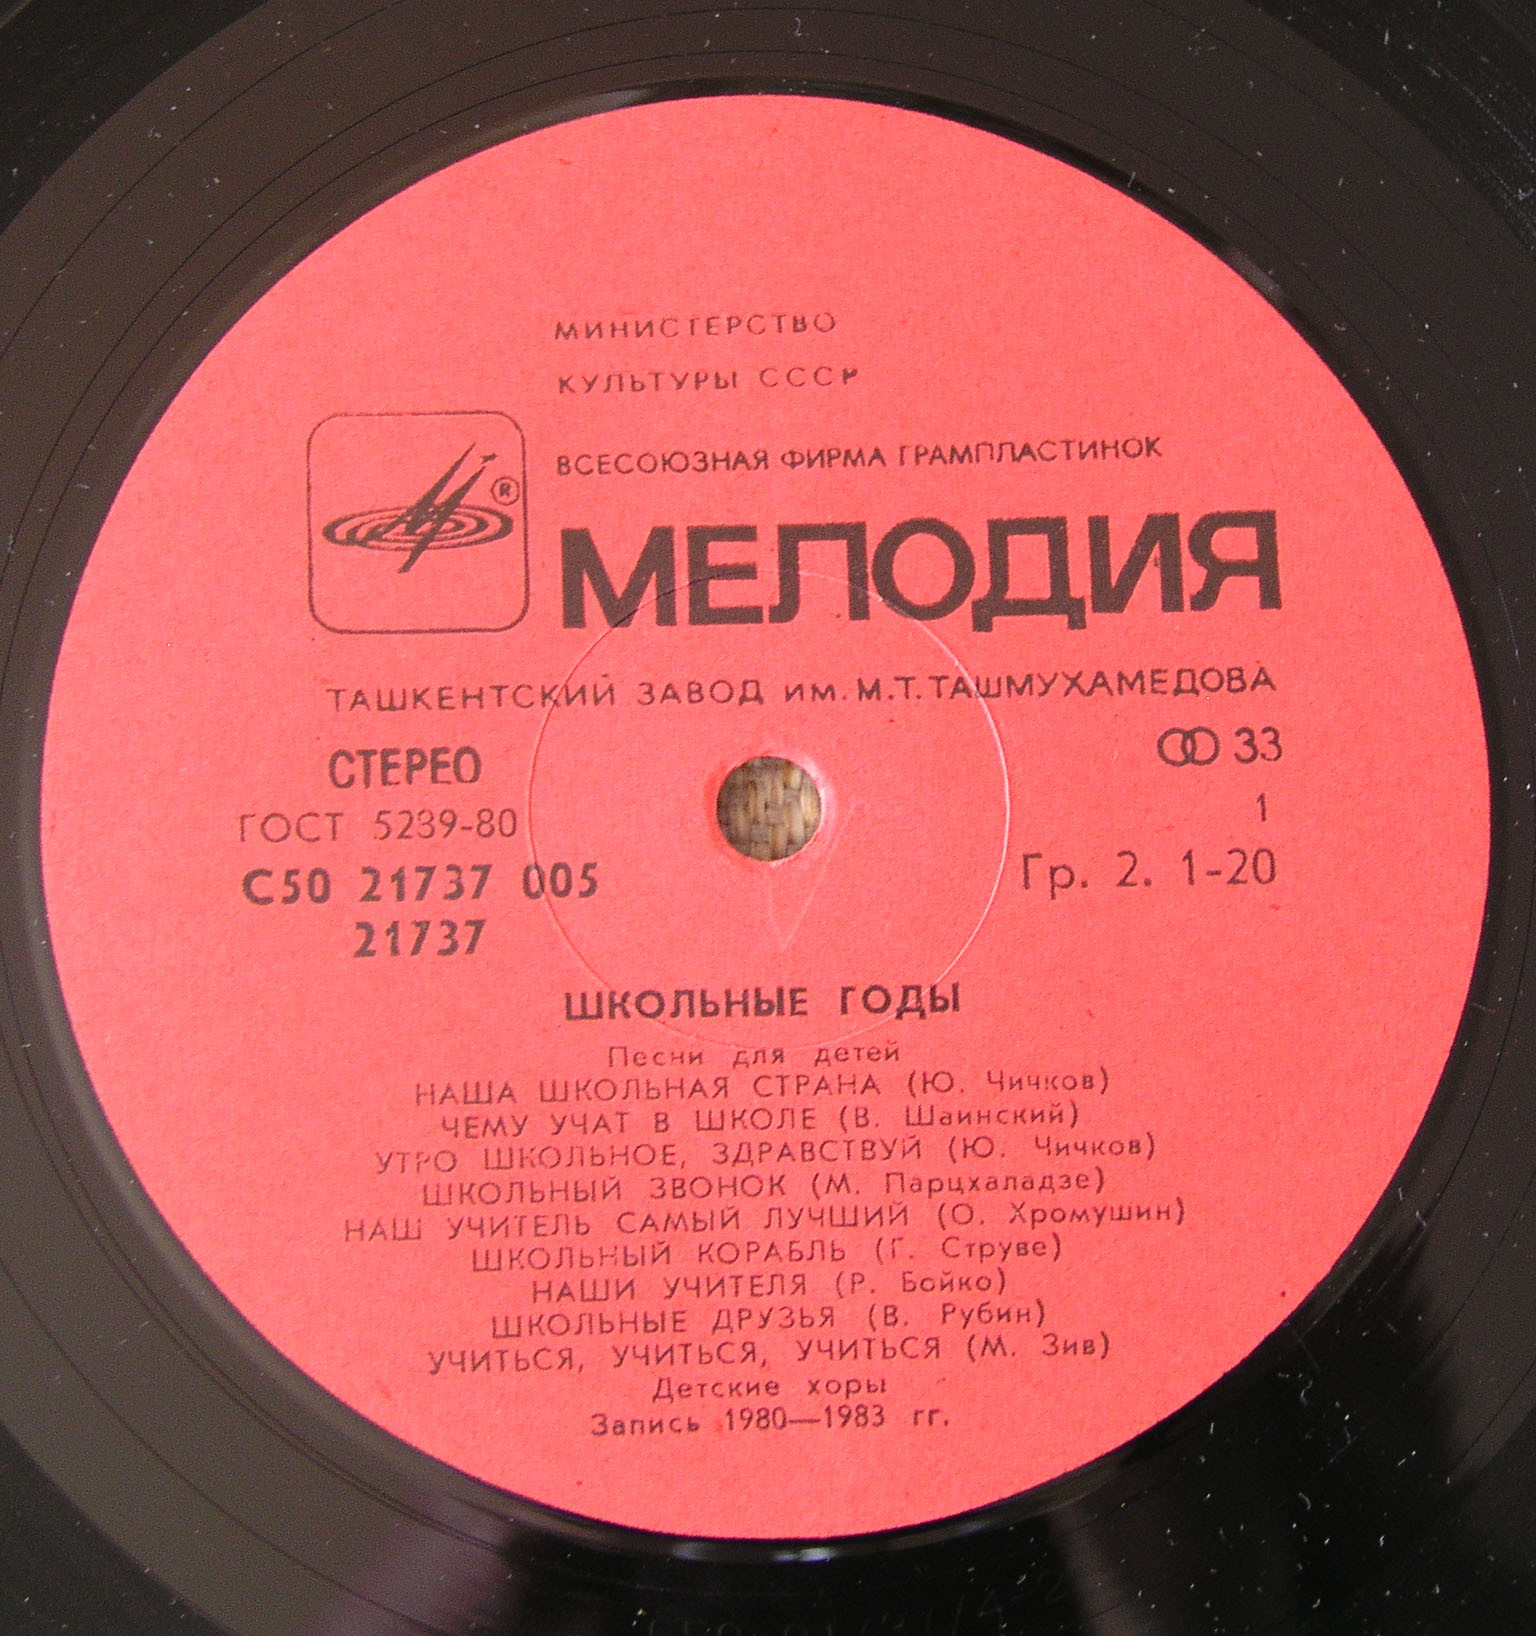 МИНИСТЕРСТВО
КУЛЬТУРЫ СССР
ВСЕСОЮЗНАЯ ФИРМА ГРАМПЛАСТИНОК
®
МЕЛОДИЯ
ТАШКЕНТСКИЙ ЗАВОД ИМ. М.Т. ТАШМУХАМЕДОВА
СТЕРЕО
33
ГОСТ 5239-80
1
С50 21737 005
Гр. 2. 1-20
21737
ШКОЛЬНЫЕ ГОДЫ
Песни для детей
НАША ШКОЛЬНАЯ СТРАНА (Ю. Чичков)
ЧЕМУ УЧАТ В ШКОЛЕ (В. Шаинский)
УТРО ШКОЛЬНОЕ, ЗДРАВСТВУЙ (Ю. Чичков)
ШКОЛЬНЫЙ ЗВОНОК (М. Парцхаладзе)
НАШ УЧИТЕЛЬ САМЫЙ ЛУЧШИЙ (О. Хромушин)
ШКОЛЬНЫЙ КОРАБЛЬ (Г. Струве)
НАШИ УЧИТЕЛЯ (Р. Бойко)
ШКОЛЬНЫЕ ДРУЗЬЯ (В. Рубин)
УЧИТЬСЯ, УЧИТЬСЯ, УЧИТЬСЯ (М. Зив)
Детские хоры
Запись 1980—1983 гг.